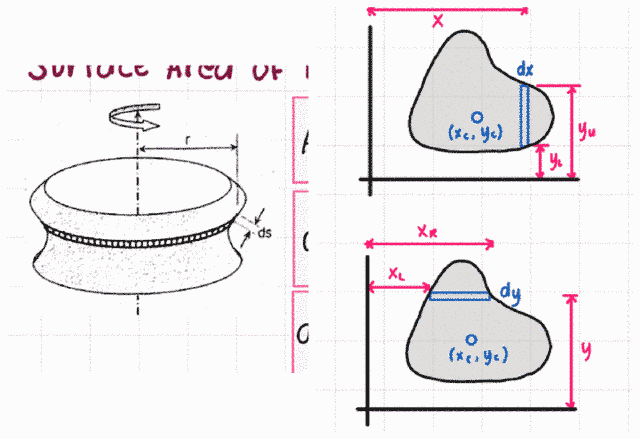 Surface Area of
r
ds
x
dx
(xc, yc)
yu
yL
xR
xL
dy
(xc, yc)
y